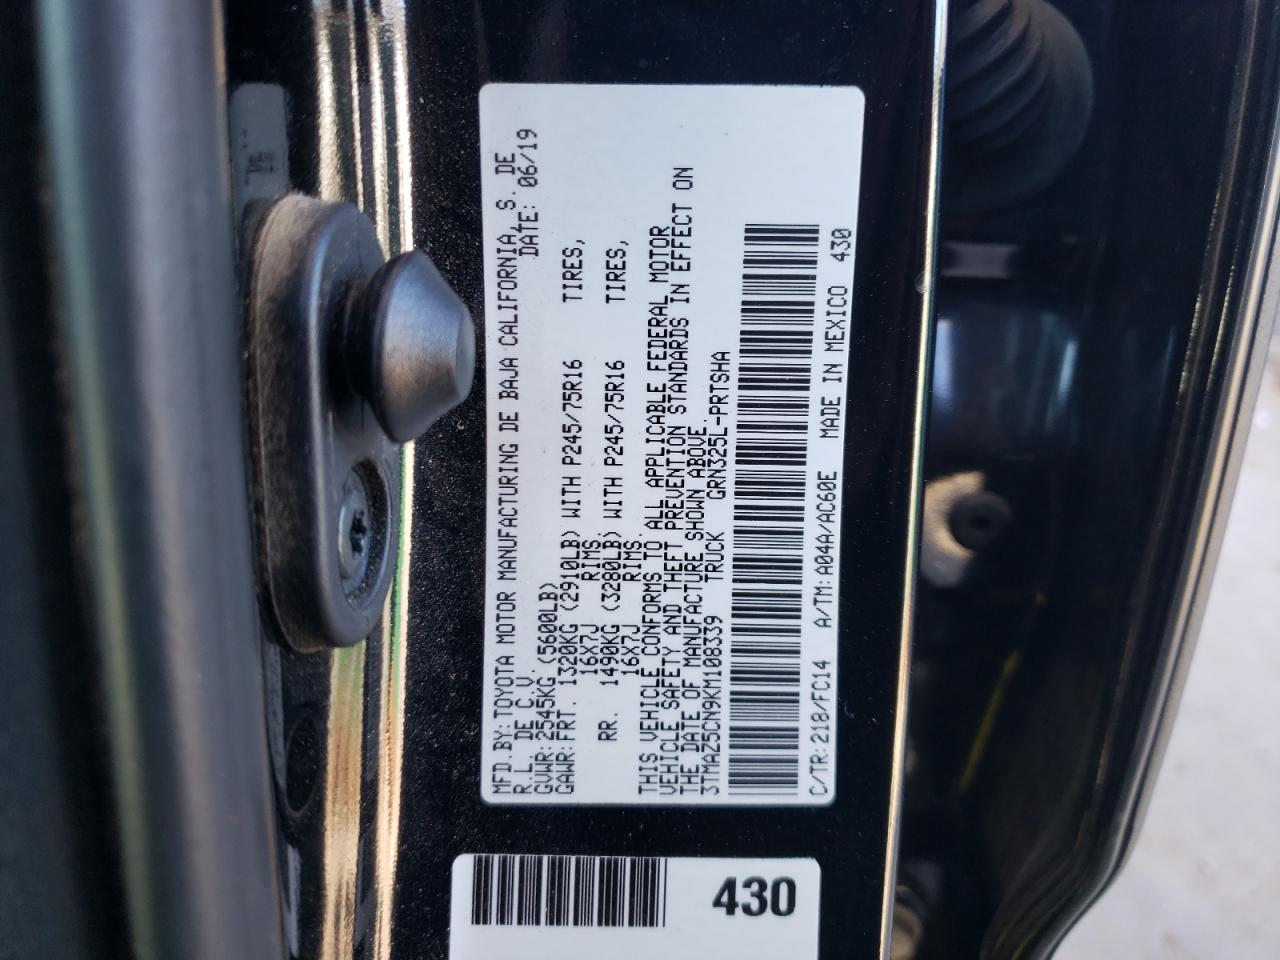 MFD.BY:TOYOTA MOTOR MANUFACTURING DE BAJA CALIFORNIA, S. DE
R.L. DE C.V. DATE: 06/19
GVWR:2545KG(5600LB)
GAWR:FRT. 1320KG (2910LB) WITH P245/75R16 TIRES,
16X7J RIMS.
RR. 1490KG (3280LB) WITH P245/75R16 TIRES,
16X7J RIMS.
THIS VEHICLE CONFORMS TO ALL APPLICABLE FEDERAL MOTOR
VEHICLE SAFETY AND THEFT PREVENTION STANDARDS IN EFFECT ON
THE DATE OF MANUFACTURE SHOWN ABOVE.
3TMAZ5CN9KM108339 TRUCK GRN325L-PRTSHA
C/TR:218/FC14 A/TM:A04A/AC60E MADE IN MEXICO 430
430